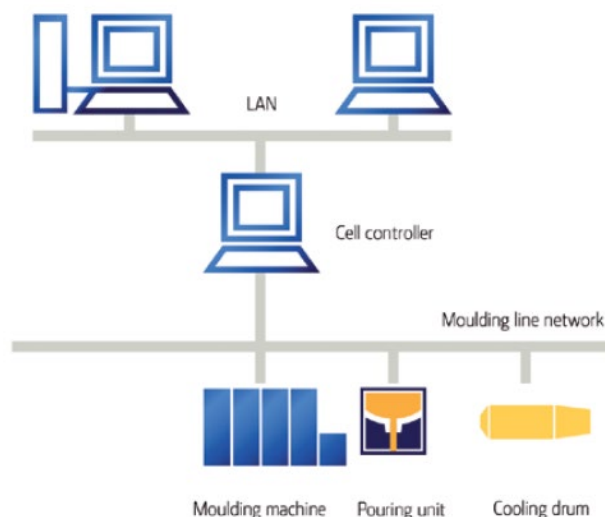 LAN
Cell controller
Moulding line network
Moulding machine
Pouring unit
Cooling drum